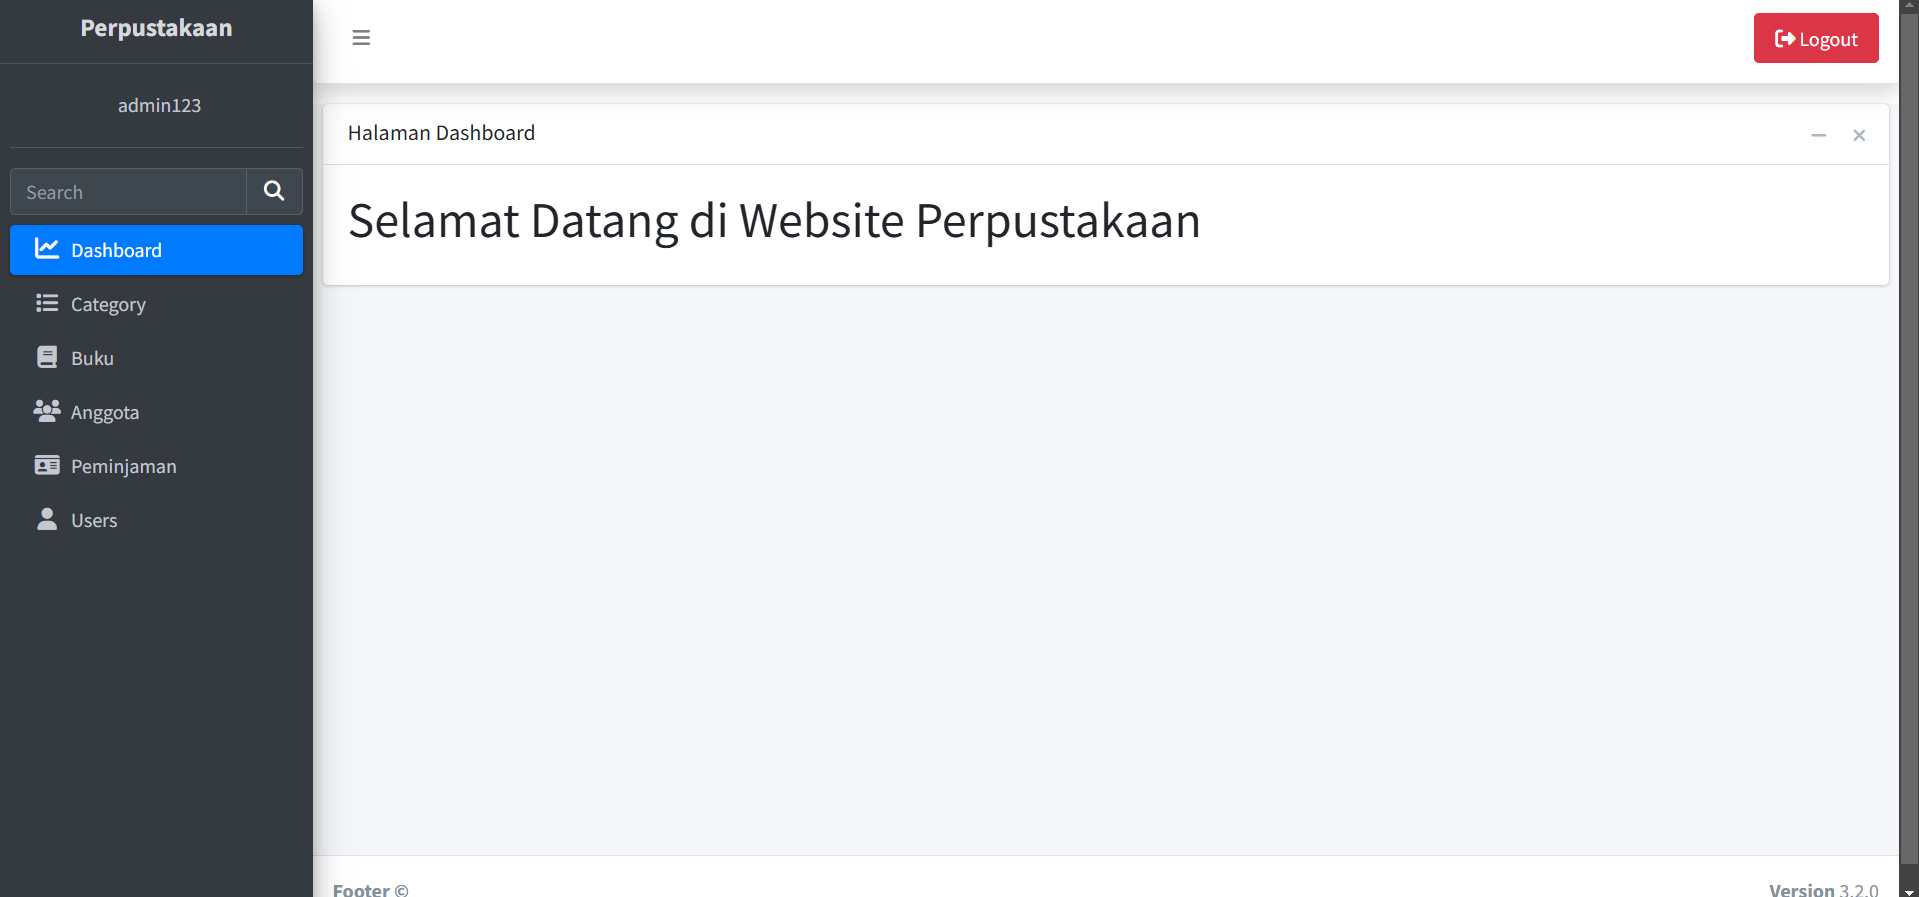 Perpustakaan
admin123
Search
Dashboard
Category
Buku
Anggota
Peminjaman
Users
Logout
Halaman Dashboard
Selamat Datang di Website Perpustakaan
Footer ©
Version 3.2.0